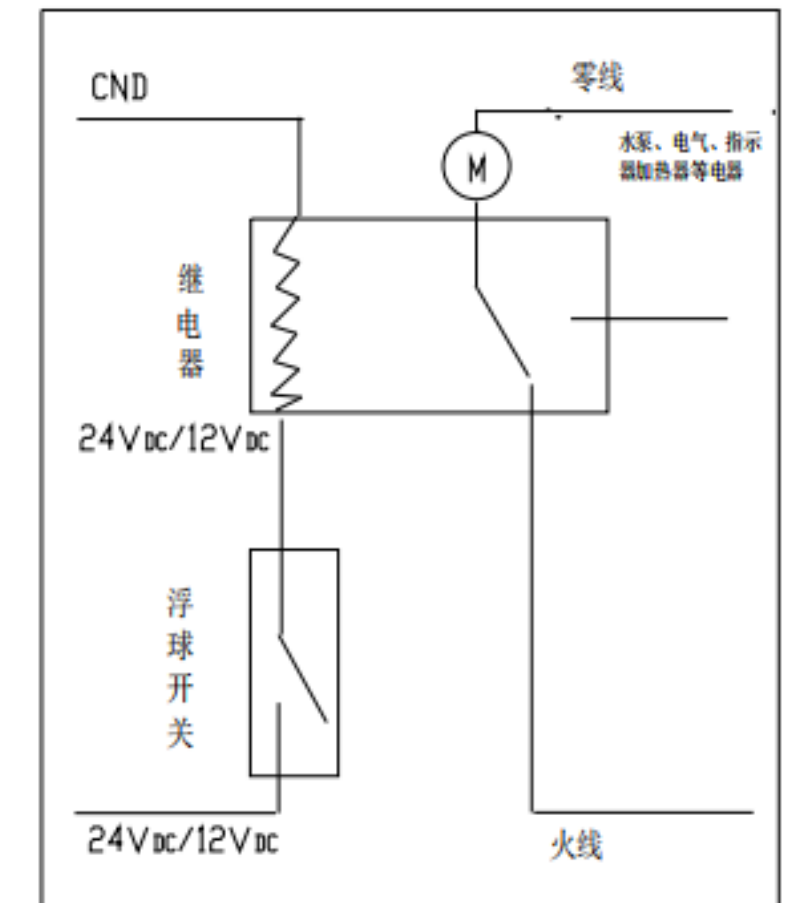 CND
零线
水泵、电气、指示
器加热器等电器
M
继电器
24VDC/12VDC
浮球开关
24VDC/12VDC
火线